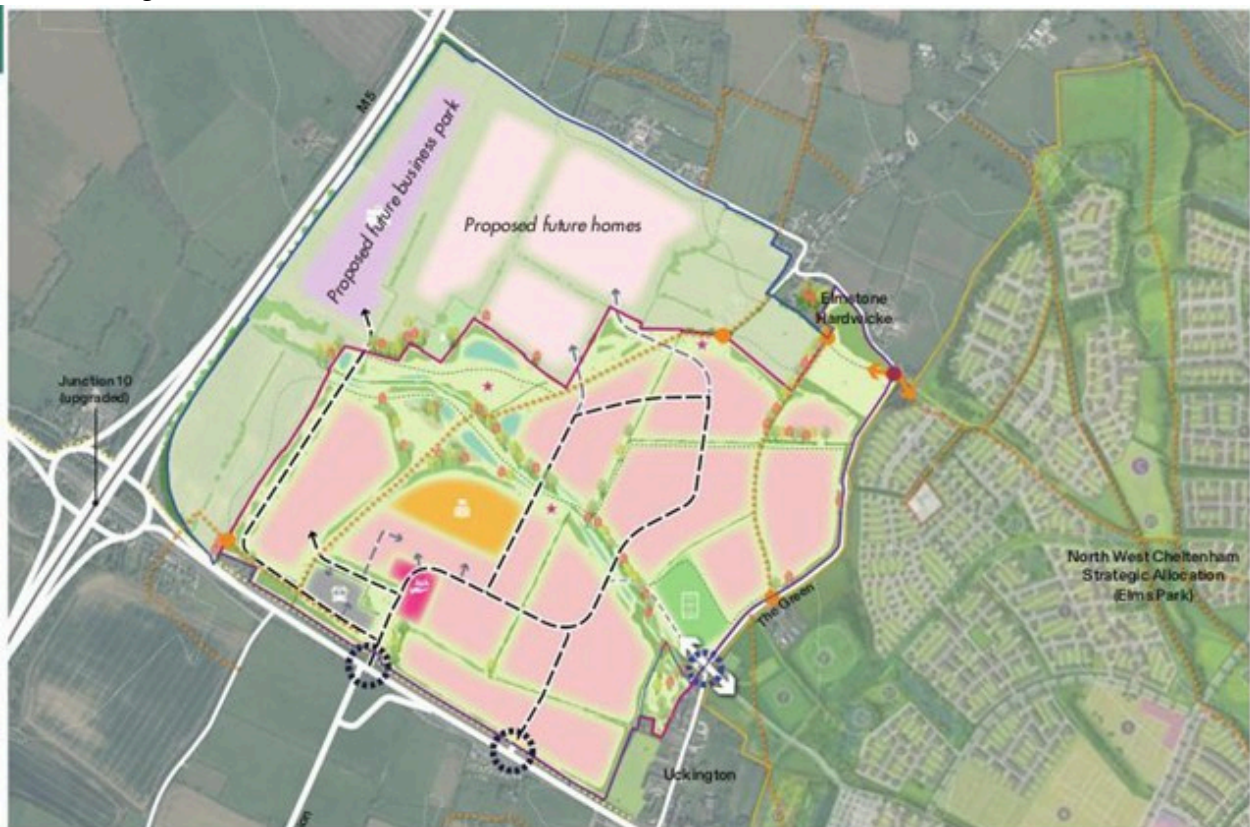 M5
Proposed future business park
Proposed future homes
Elmstone
Hardwicke
Junction 10
(upgraded)
North West Cheltenham
Strategic Allocation
(Elms Park)
The Green
Uckington